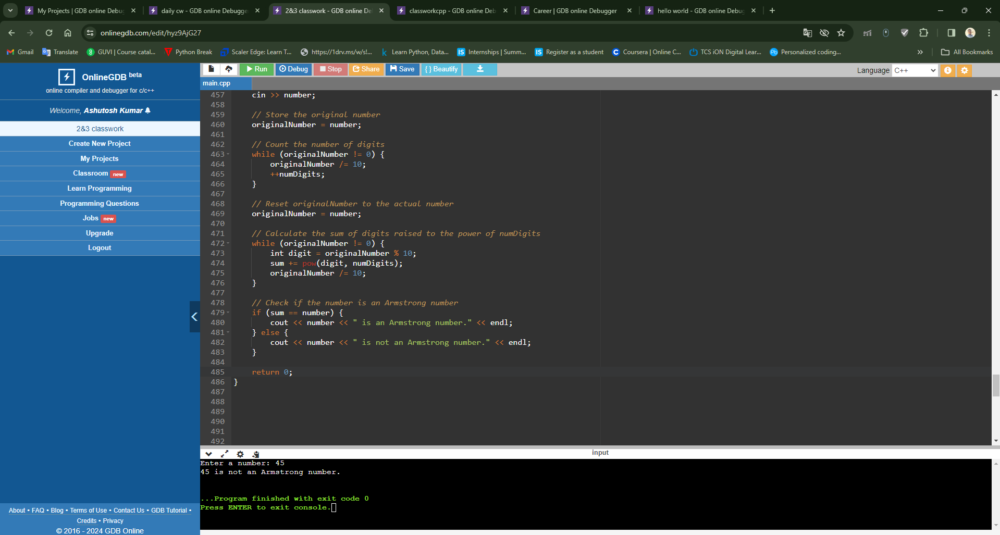 My Projects | GDB online Debug
daily cw - GDB online Debugge
2&3 classwork - GDB online De
classworkcpp - GDB online Deb
Career | GDB online Debugger
hello world - GDB online Debug
onlinegdb.com/edit/hyz9AjG27
Gmail
Translate
GUVI | Course catal...
Python Break
Scaler Edge: Learn T...
https://1drv.ms/w/s!...
Learn Python, Data...
Internships | Summ...
Register as a student
Coursera | Online C...
TCS iON Digital Lear...
Personalized coding...
All Bookmarks
OnlineGDB beta
online compiler and debugger for c/c++
Welcome, Ashutosh Kumar
2&3 classwork
Create New Project
My Projects
Classroom new
Learn Programming
Programming Questions
Jobs new
Upgrade
Logout
About • FAQ • Blog • Terms of Use • Contact Us • GDB Tutorial •
Credits • Privacy
© 2016 - 2024 GDB Online
Run Debug Stop Share Save { } Beautify
Language C++
main.cpp
457 cin >> number;
458
459 // Store the original number
460 originalNumber = number;
461
462 // Count the number of digits
463 while (originalNumber != 0) {
464 originalNumber /= 10;
465 ++numDigits;
466 }
467
468 // Reset originalNumber to the actual number
469 originalNumber = number;
470
471 // Calculate the sum of digits raised to the power of numDigits
472 while (originalNumber != 0) {
473 int digit = originalNumber % 10;
474 sum += pow(digit, numDigits);
475 originalNumber /= 10;
476 }
477
478 // Check if the number is an Armstrong number
479 if (sum == number) {
480 cout << number << " is an Armstrong number." << endl;
481 } else {
482 cout << number << " is not an Armstrong number." << endl;
483 }
484
485 return 0;
486 }
487
488
489
490
491
492
input
Enter a number: 45
45 is not an Armstrong number.
...Program finished with exit code 0
Press ENTER to exit console.